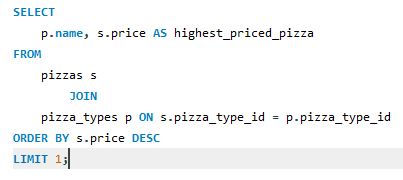 SELECT
    p.name, s.price AS highest_priced_pizza
FROM
    pizzas s
        JOIN
    pizza_types p ON s.pizza_type_id = p.pizza_type_id
ORDER BY s.price DESC
LIMIT 1;